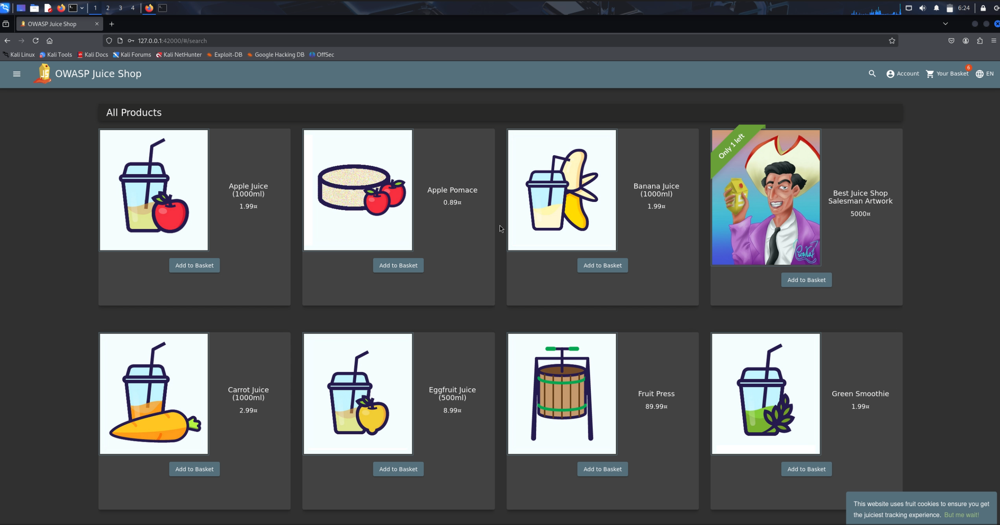 1 2 3 4
6:24
OWASP Juice Shop
127.0.0.1:42000/#/search
Kali Linux Kali Tools Kali Docs Kali Forums Kali NetHunter Exploit-DB Google Hacking DB OffSec
OWASP Juice Shop
Account
Your Basket
6
EN
All Products
Apple Juice
(1000ml)
1.99¤
Add to Basket
Apple Pomace
0.89¤
Add to Basket
Banana Juice
(1000ml)
1.99¤
Add to Basket
Only 1 left
Best Juice Shop
Salesman Artwork
5000¤
Add to Basket
Carrot Juice
(1000ml)
2.99¤
Add to Basket
Eggfruit Juice
(500ml)
8.99¤
Add to Basket
Fruit Press
89.99¤
Add to Basket
Green Smoothie
1.99¤
Add to Basket
This website uses fruit cookies to ensure you get
the juiciest tracking experience. But me wait!